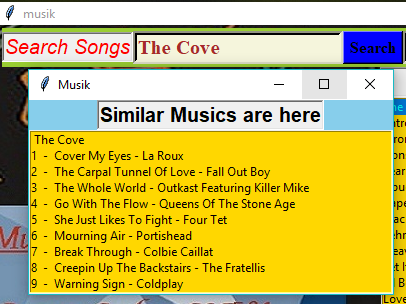 musik
Search Songs The Cove Search
Musik
Similar Musics are here
The Cove
1 - Cover My Eyes - La Roux
2 - The Carpal Tunnel Of Love - Fall Out Boy
3 - The Whole World - Outkast Featuring Killer Mike
4 - Go With The Flow - Queens Of The Stone Age
5 - She Just Likes To Fight - Four Tet
6 - Mourning Air - Portishead
7 - Break Through - Colbie Caillat
8 - Creepin Up The Backstairs - The Fratellis
9 - Warning Sign - Coldplay